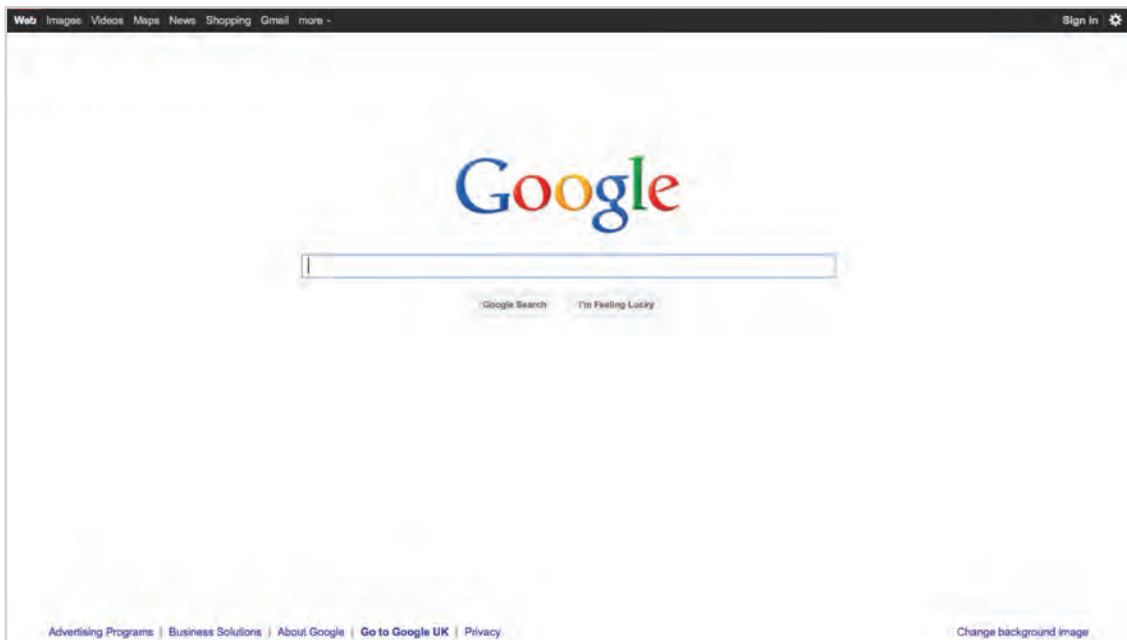 Web Images Videos Maps News Shopping Gmail more - Sign in
Google
Google Search I'm Feeling Lucky
Advertising Programs | Business Solutions | About Google | Go to Google UK | Privacy Change background image